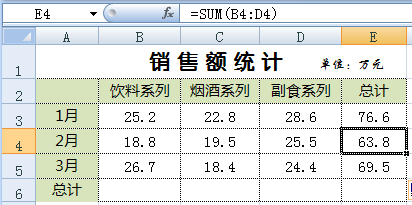 E4 fx =SUM(B4:D4)
A B C D E
1 销售额统计 单位：万元
2 饮料系列 烟酒系列 副食系列 总计
3 1月 25.2 22.8 28.6 76.6
4 2月 18.8 19.5 25.5 63.8
5 3月 26.7 18.4 24.4 69.5
6 总计